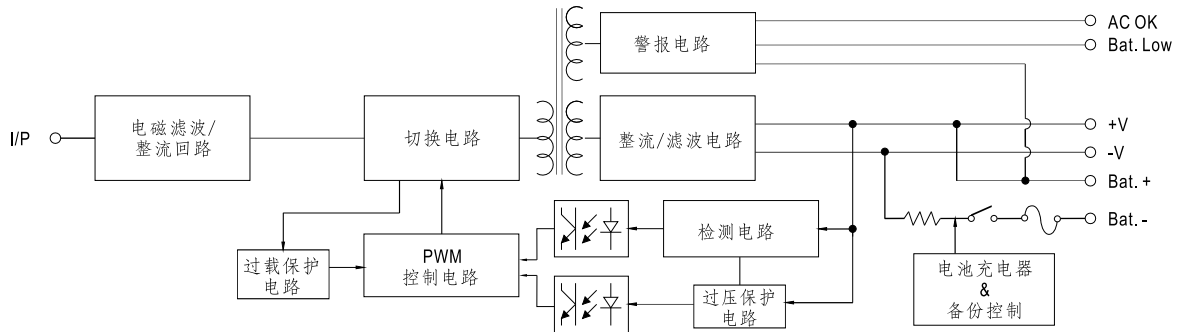 AC OK
警报电路
Bat. Low
I/P
电磁滤波/
整流回路
切换电路
整流/滤波电路
+V
-V
Bat. +
Bat. -
检测电路
过载保护
电路
PWM
控制电路
过压保护
电路
电池充电器
&
备份控制